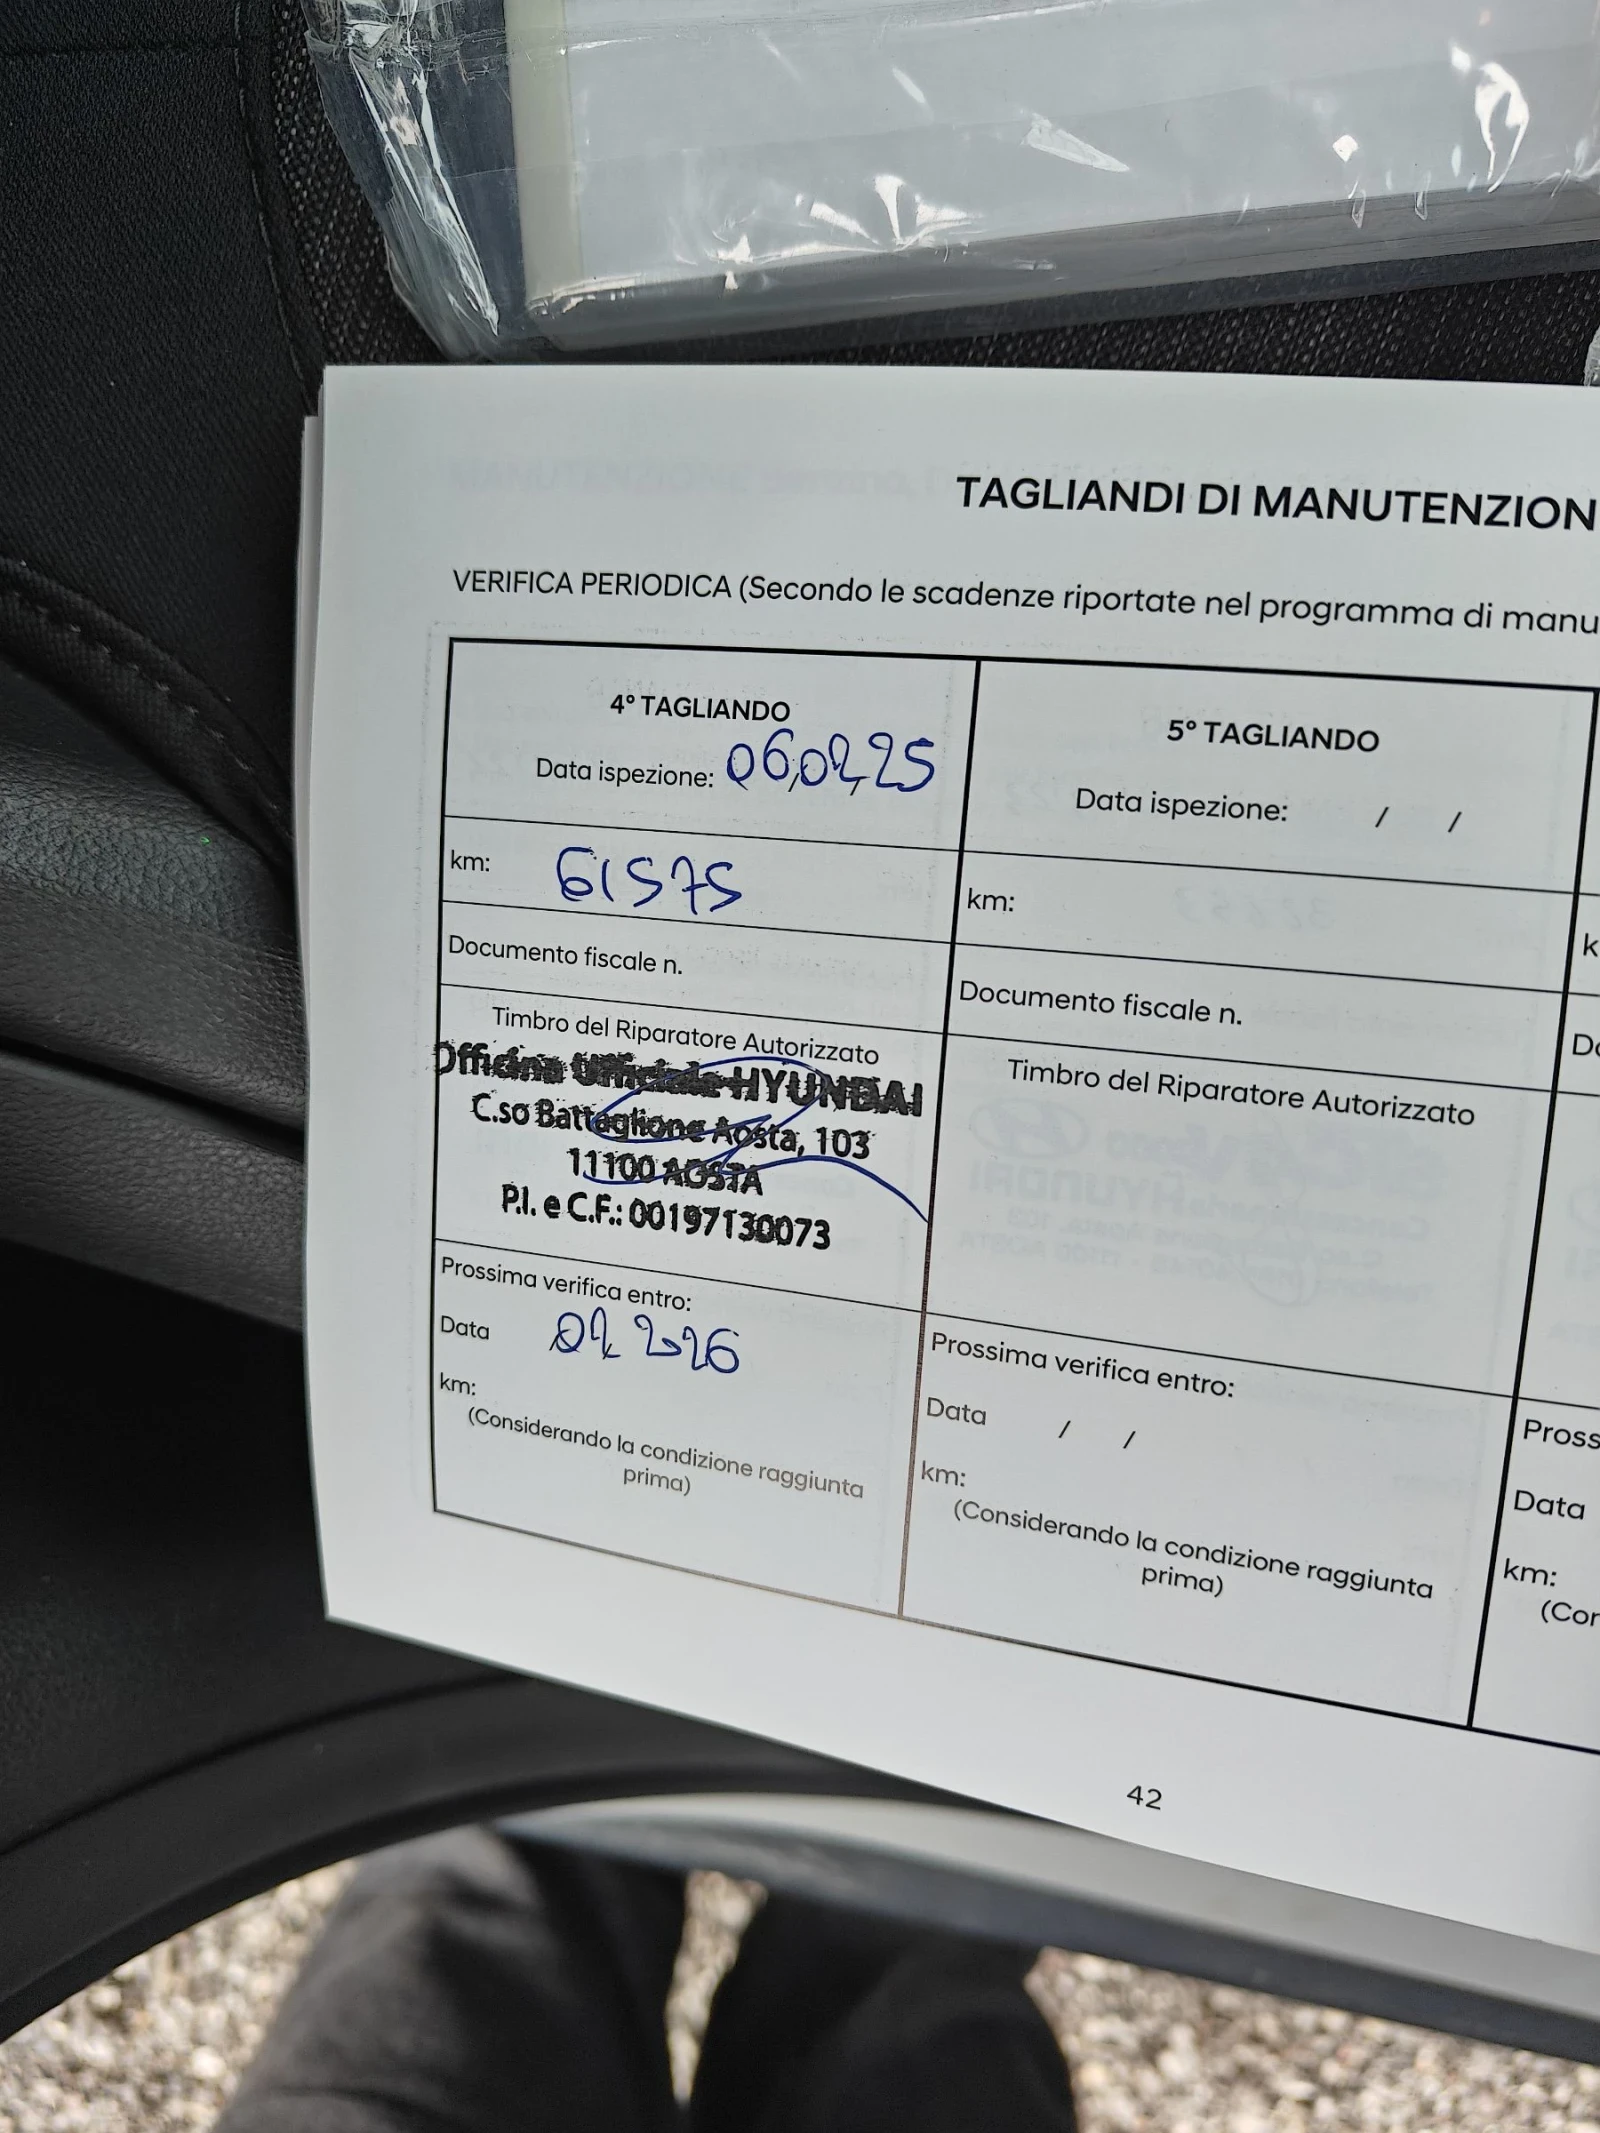 TAGLIANDI DI MANUTENZION
VERIFICA PERIODICA (Secondo le scadenze riportate nel programma di manu
4° TAGLIANDO
Data ispezione: 06,02,25
km: 61575
Documento fiscale n.
Timbro del Riparatore Autorizzato
Officina Ufficiale HYUNDAI
C.so Battaglione Aosta, 103
11100 AOSTA
P.I. e C.F.: 00197130073
Prossima verifica entro:
Data 02 2026
km:
(Considerando la condizione raggiunta
prima)
5° TAGLIANDO
Data ispezione: / /
km:
Documento fiscale n.
Timbro del Riparatore Autorizzato
Prossima verifica entro:
Data / /
km:
(Considerando la condizione raggiunta
prima)
k
Do
Pross
Data
km:
(Cor
42